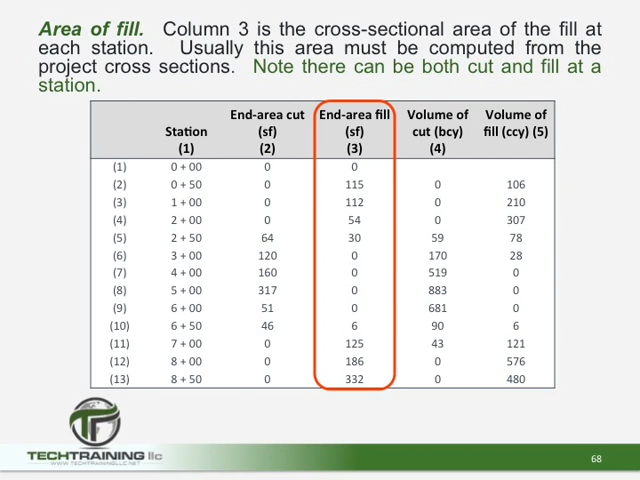 Area of fill. Column 3 is the cross-sectional area of the fill at
each station. Usually this area must be computed from the
project cross sections. Note there can be both cut and fill at a
station.
Station (1) End-area cut (sf) (2) End-area fill (sf) (3) Volume of cut (bcy) (4) Volume of fill (ccy) (5)
(1) 0 + 00 0 0
(2) 0 + 50 0 115 0 106
(3) 1 + 00 0 112 0 210
(4) 2 + 00 0 54 0 307
(5) 2 + 50 64 30 59 78
(6) 3 + 00 120 0 170 28
(7) 4 + 00 160 0 519 0
(8) 5 + 00 317 0 883 0
(9) 6 + 00 51 0 681 0
(10) 6 + 50 46 6 90 6
(11) 7 + 00 0 125 43 121
(12) 8 + 00 0 186 0 576
(13) 8 + 50 0 332 0 480
TECHTRAINING llc
WWW.TECHTRAININGLLC.NET
68